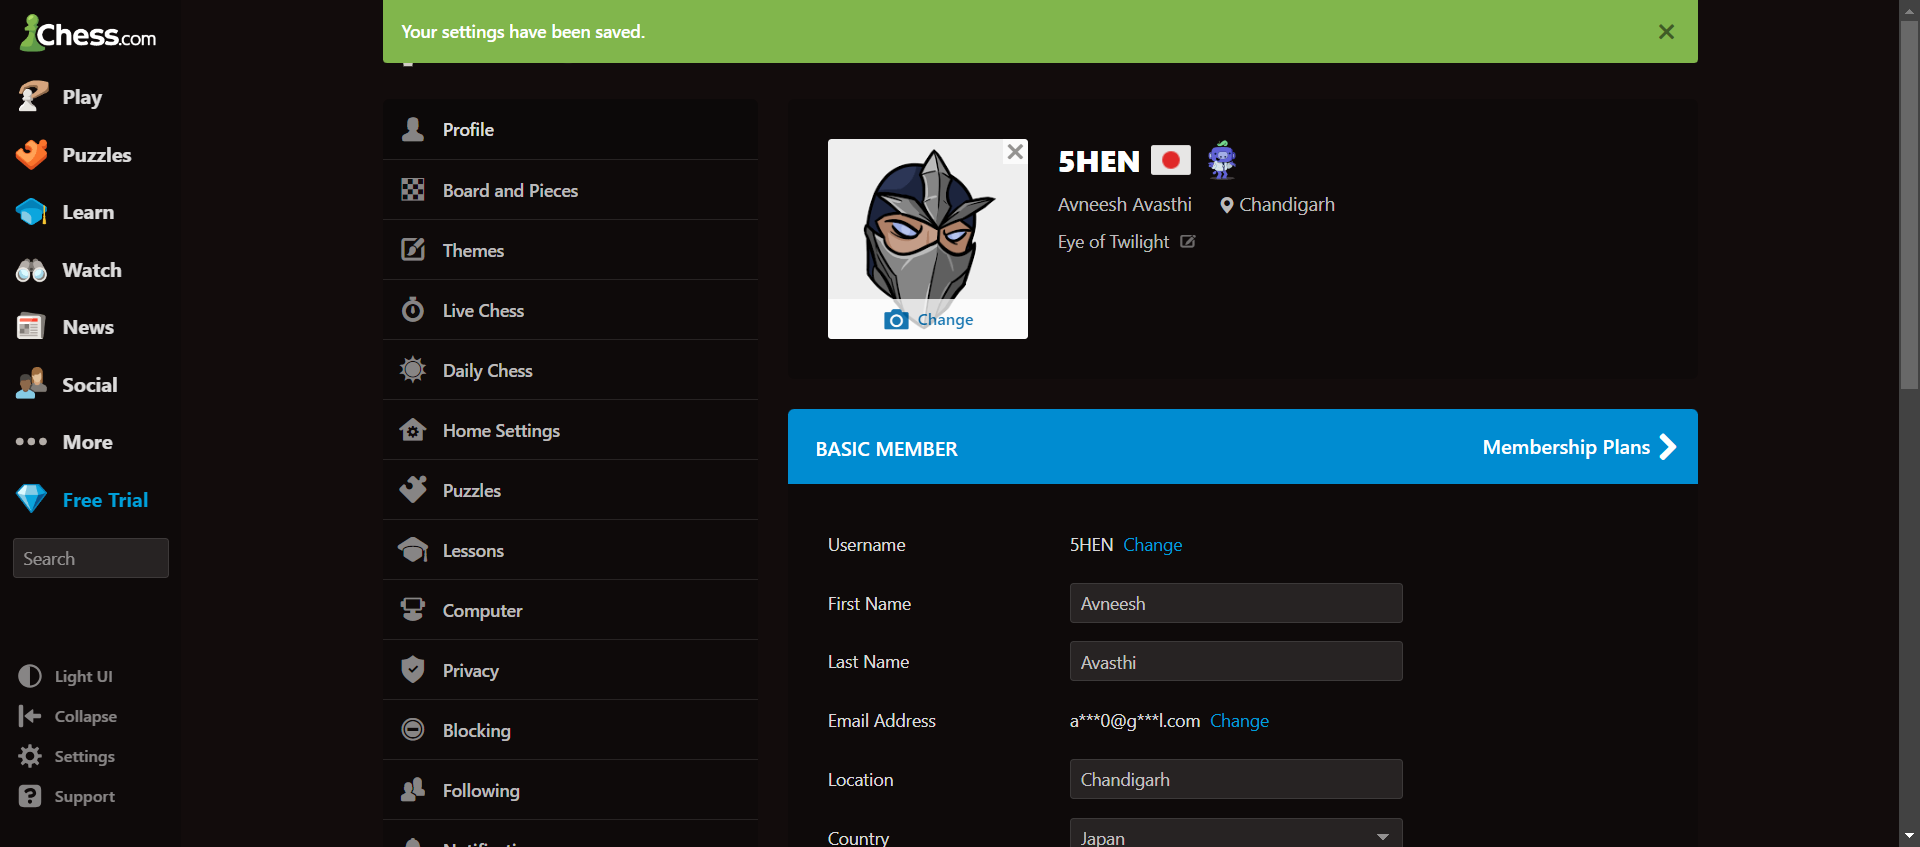 Chess.com
Play
Puzzles
Learn
Watch
News
Social
More
Free Trial
Search
Light UI
Collapse
Settings
Support
Your settings have been saved.
Profile
Board and Pieces
Themes
Live Chess
Daily Chess
Home Settings
Puzzles
Lessons
Computer
Privacy
Blocking
Following
Change
5HEN
Avneesh Avasthi Chandigarh
Eye of Twilight
BASIC MEMBER Membership Plans
Username 5HEN Change
First Name Avneesh
Last Name Avasthi
Email Address a***0@g***l.com Change
Location Chandigarh
Country Japan